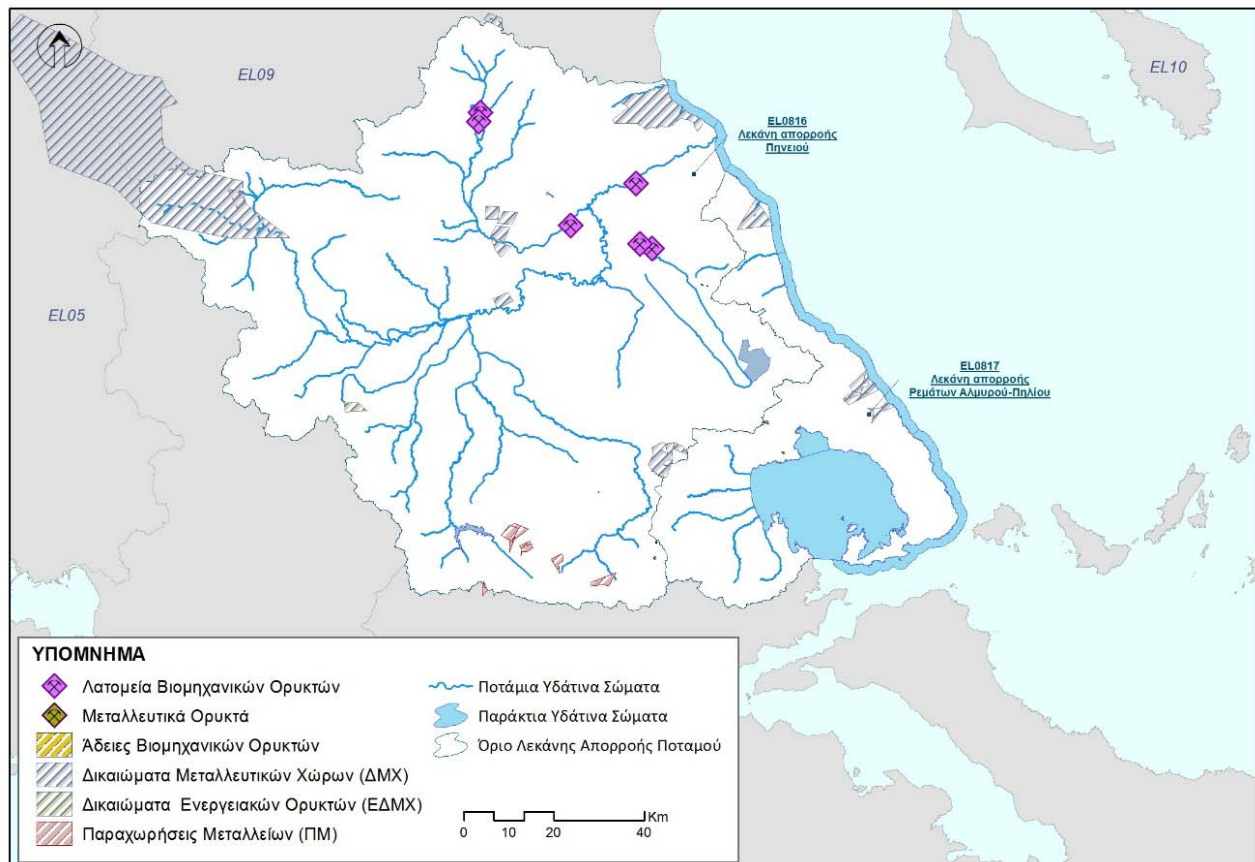 EL09
EL10
EL0816
Λεκάνη απορροής
Πηνειού
EL05
EL0817
Λεκάνη απορροής
Ρεμάτων Αλμυρού-Πηλίου
ΥΠΟΜΝΗΜΑ
Λατομεία Βιομηχανικών Ορυκτών
Μεταλλευτικά Ορυκτά
Άδειες Βιομηχανικών Ορυκτών
Δικαιώματα Μεταλλευτικών Χώρων (ΔΜΧ)
Δικαιώματα Ενεργειακών Ορυκτών (ΕΔΜΧ)
Παραχωρήσεις Μεταλλείων (ΠΜ)
Ποτάμια Υδάτινα Σώματα
Παράκτια Υδάτινα Σώματα
Όριο Λεκάνης Απορροής Ποταμού
Km
0 10 20 40